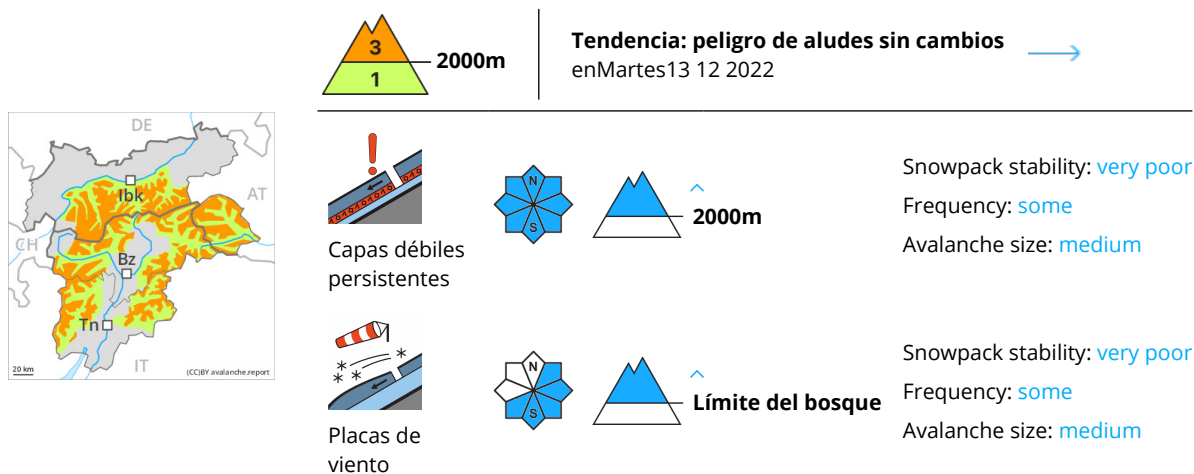 3
1
2000m
Tendencia: peligro de aludes sin cambios
enMartes13 12 2022
DE
Ibk
AT
CH
Bz
Tn
IT
20 km
(CC)BY avalanche.report
N
S
2000m
Capas débiles
persistentes
Snowpack stability: very poor
Frequency: some
Avalanche size: medium
N
S
Límite del bosque
Placas de
viento
Snowpack stability: very poor
Frequency: some
Avalanche size: medium